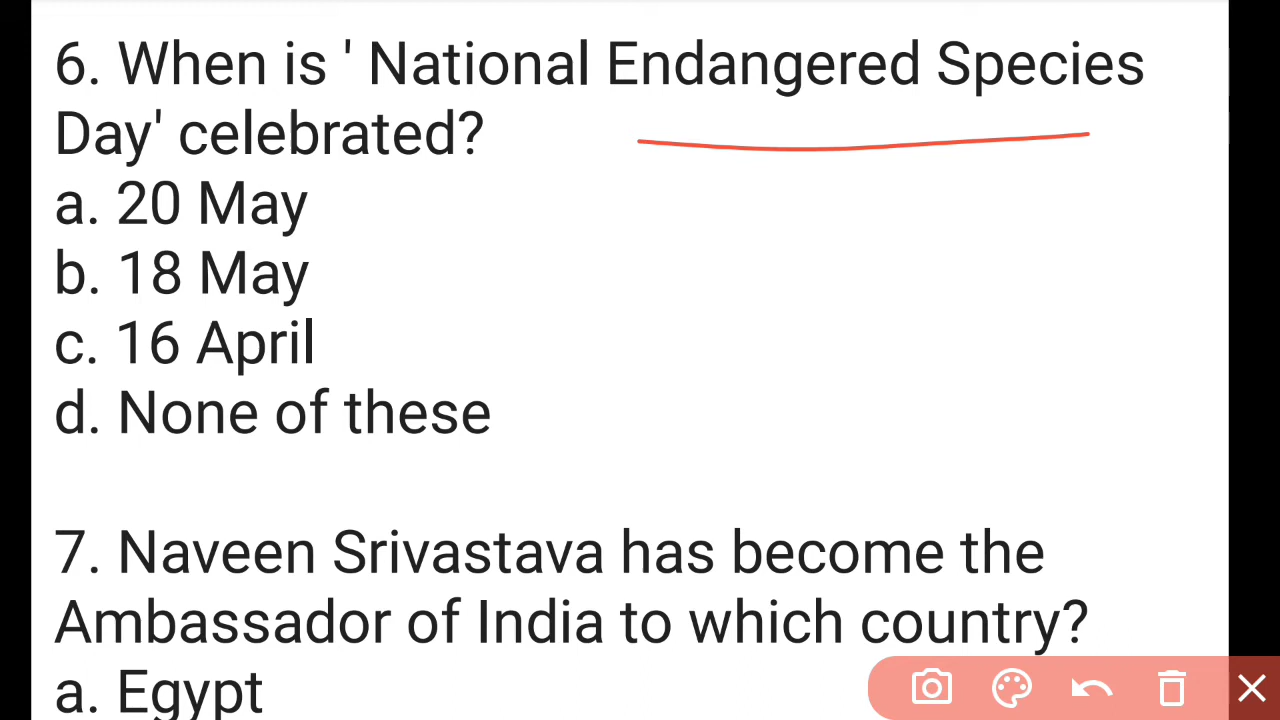 6. When is ' National Endangered Species
Day' celebrated?
a. 20 May
b. 18 May
c. 16 April
d. None of these
7. Naveen Srivastava has become the
Ambassador of India to which country?
a. Egypt